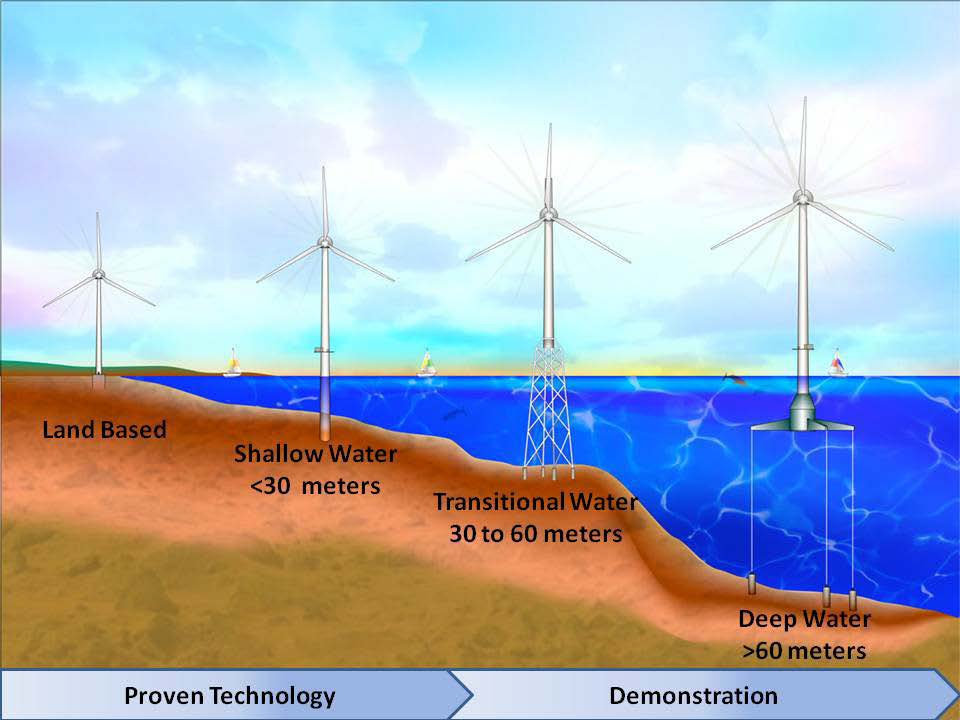 Land Based
Shallow Water
<30 meters
Transitional Water
30 to 60 meters
Deep Water
>60 meters
Proven Technology
Demonstration